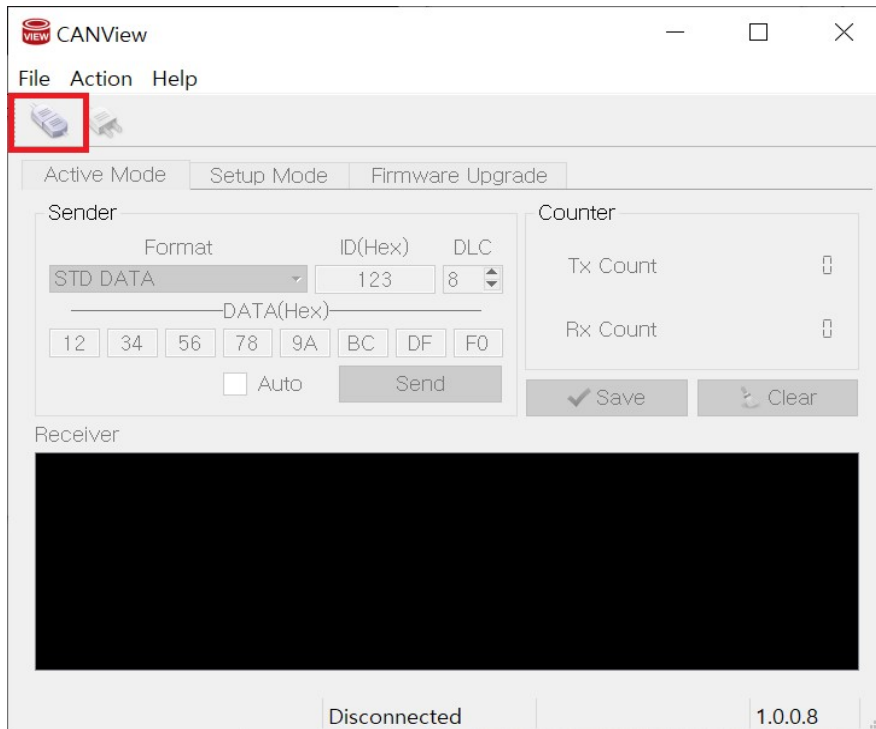 VIEW CANView
File Action Help
Active Mode Setup Mode Firmware Upgrade
Sender
Format ID(Hex) DLC
STD DATA 123 8
DATA(Hex)
12 34 56 78 9A BC DF F0
Auto Send
Counter
Tx Count 0
Rx Count 0
Save Clear
Receiver
Disconnected 1.0.0.8